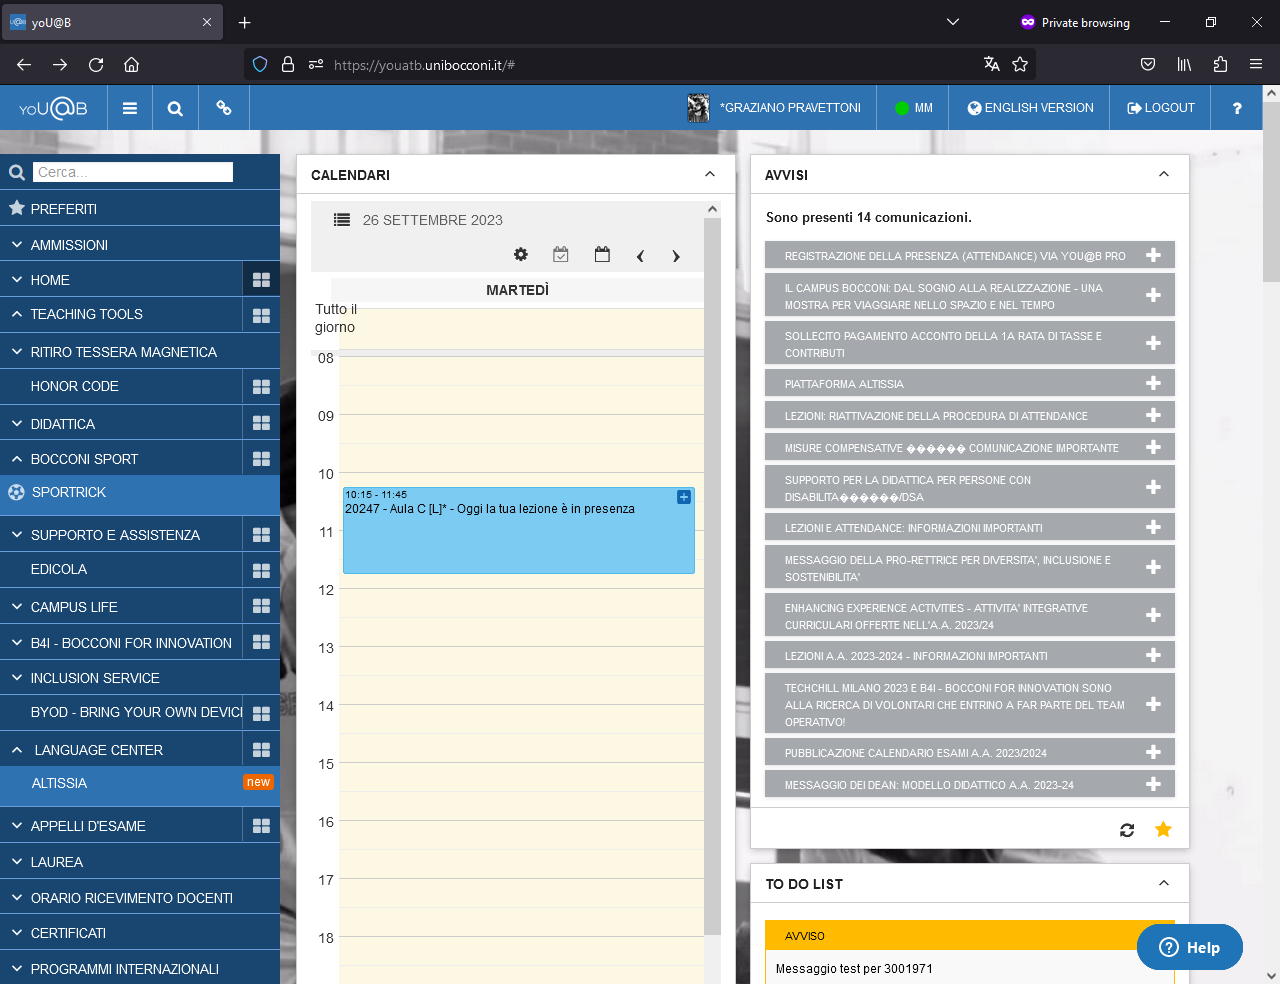 yoU@B
Private browsing
https://youatb.unibocconi.it/#
yoU@B
*GRAZIANO PRAVETTONI
MM
ENGLISH VERSION
LOGOUT
?
Cerca...
PREFERITI
AMMISSIONI
HOME
TEACHING TOOLS
RITIRO TESSERA MAGNETICA
HONOR CODE
DIDATTICA
BOCCONI SPORT
SPORTRICK
SUPPORTO E ASSISTENZA
EDICOLA
CAMPUS LIFE
B4I - BOCCONI FOR INNOVATION
INCLUSION SERVICE
BYOD - BRING YOUR OWN DEVICE
LANGUAGE CENTER
ALTISSIA
new
APPELLI D'ESAME
LAUREA
ORARIO RICEVIMENTO DOCENTI
CERTIFICATI
PROGRAMMI INTERNAZIONALI
CALENDARI
26 SETTEMBRE 2023
MARTEDÌ
Tutto il
giorno
08
09
10
10:15 - 11:45
20247 - Aula C [L]* - Oggi la tua lezione è in presenza
11
12
13
14
15
16
17
18
AVVISI
Sono presenti 14 comunicazioni.
REGISTRAZIONE DELLA PRESENZA (ATTENDANCE) VIA YOU@B PRO
IL CAMPUS BOCCONI: DAL SOGNO ALLA REALIZZAZIONE - UNA
MOSTRA PER VIAGGIARE NELLO SPAZIO E NEL TEMPO
SOLLECITO PAGAMENTO ACCONTO DELLA 1A RATA DI TASSE E
CONTRIBUTI
PIATTAFORMA ALTISSIA
LEZIONI: RIATTIVAZIONE DELLA PROCEDURA DI ATTENDANCE
MISURE COMPENSATIVE ������ COMUNICAZIONE IMPORTANTE
SUPPORTO PER LA DIDATTICA PER PERSONE CON
DISABILITA������/DSA
LEZIONI E ATTENDANCE: INFORMAZIONI IMPORTANTI
MESSAGGIO DELLA PRO-RETTRICE PER DIVERSITA', INCLUSIONE E
SOSTENIBILITA'
ENHANCING EXPERIENCE ACTIVITIES - ATTIVITA' INTEGRATIVE
CURRICULARI OFFERTE NELL'A.A. 2023/24
LEZIONI A.A. 2023-2024 - INFORMAZIONI IMPORTANTI
TECHCHILL MILANO 2023 E B4I - BOCCONI FOR INNOVATION SONO
ALLA RICERCA DI VOLONTARI CHE ENTRINO A FAR PARTE DEL TEAM
OPERATIVO!
PUBBLICAZIONE CALENDARIO ESAMI A.A. 2023/2024
MESSAGGIO DEI DEAN: MODELLO DIDATTICO A.A. 2023-24
TO DO LIST
AVVISO
Messaggio test per 3001971
Help